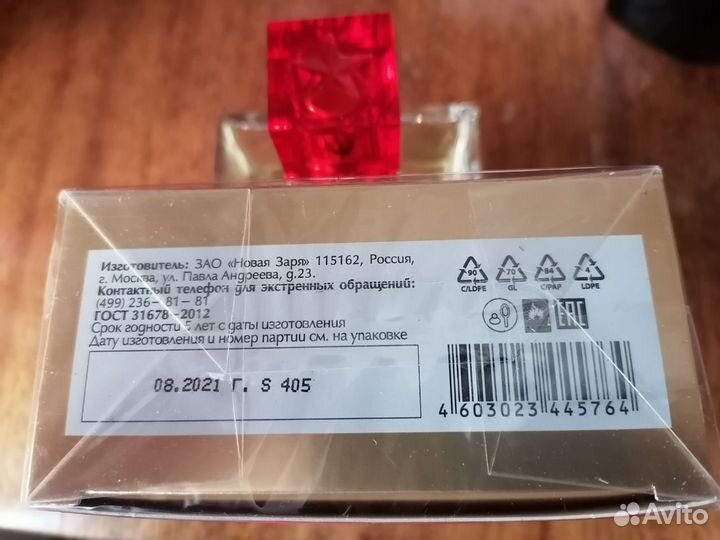 Изготовитель: ЗАО «Новая Заря» 115162, Россия,
г. Москва, ул. Павла Андреева, д.23.
Контактный телефон для экстренных обращений:
(499) 236–81–81
ГОСТ 31678–2012
Срок годности 5 лет с даты изготовления
Дату изготовления и номер партии см. на упаковке
08.2021 Г. S 405
90 70 84
C/LDPE GL C/PAP LDPE
EAC
4 603023 445764
Avito